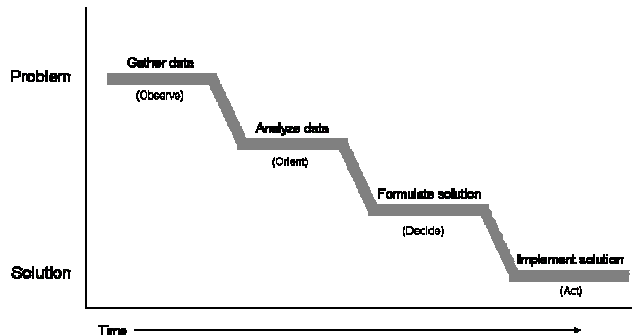 Problem
Gather data
(Observe)
Analyze data
(Orient)
Formulate solution
(Decide)
Implement solution
(Act)
Solution
Time